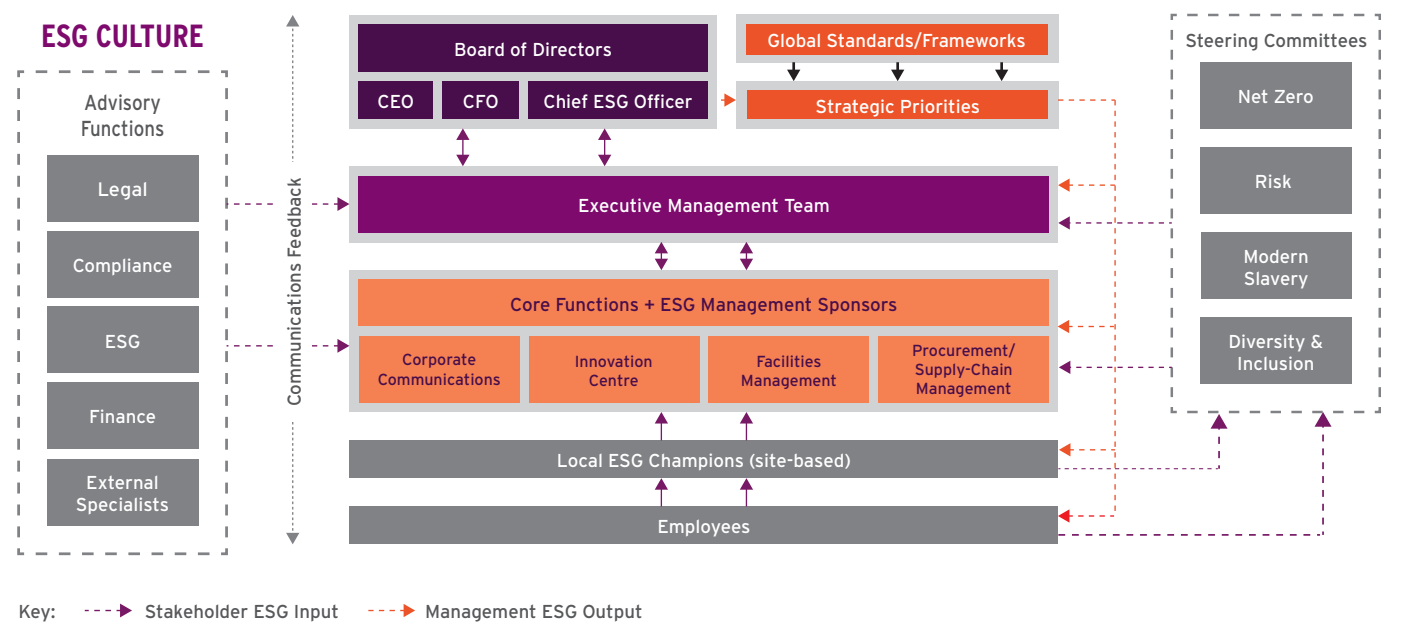 ESG CULTURE
Advisory
Functions
Legal
Compliance
ESG
Finance
External
Specialists
Communications Feedback
Board of Directors
CEO
CFO
Chief ESG Officer
Global Standards/Frameworks
Strategic Priorities
Executive Management Team
Core Functions + ESG Management Sponsors
Corporate
Communications
Innovation
Centre
Facilities
Management
Procurement/
Supply-Chain
Management
Local ESG Champions (site-based)
Employees
Steering Committees
Net Zero
Risk
Modern
Slavery
Diversity &
Inclusion
Key:
Stakeholder ESG Input
Management ESG Output